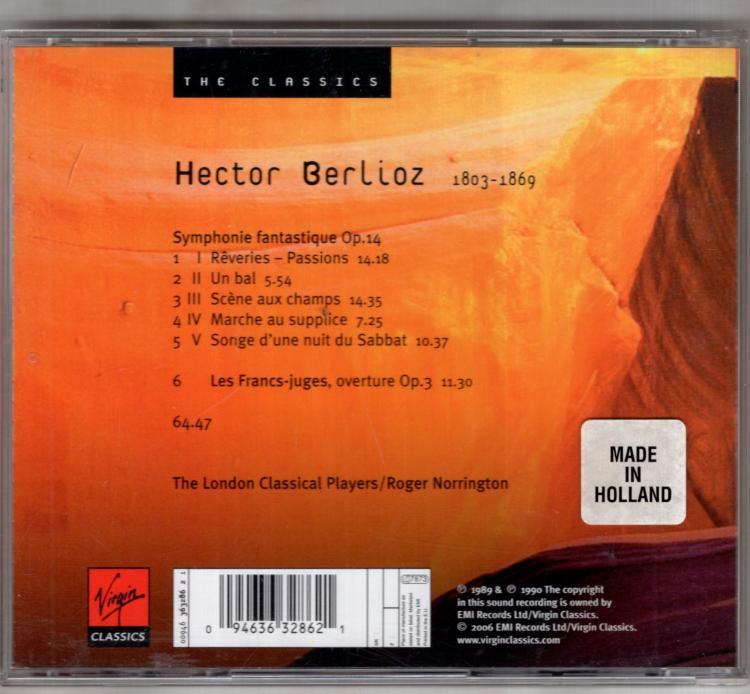 THE CLASSICS
Hector Berlioz 1803-1869
Symphonie fantastique Op.14
1 I Rêveries – Passions 14.18
2 II Un bal 5.54
3 III Scène aux champs 14.35
4 IV Marche au supplice 7.25
5 V Songe d'une nuit du Sabbat 10.37
6 Les Francs-juges, overture Op.3 11.30
64.47
The London Classical Players/Roger Norrington
MADE
IN
HOLLAND
Virgin
CLASSICS
00946 363286 2 1
0 94636 32862 1
℗ 1989 & ℗ 1990 The copyright
in this sound recording is owned by
EMI Records Ltd/Virgin Classics.
© 2006 EMI Records Ltd/Virgin Classics.
www.virginclassics.com